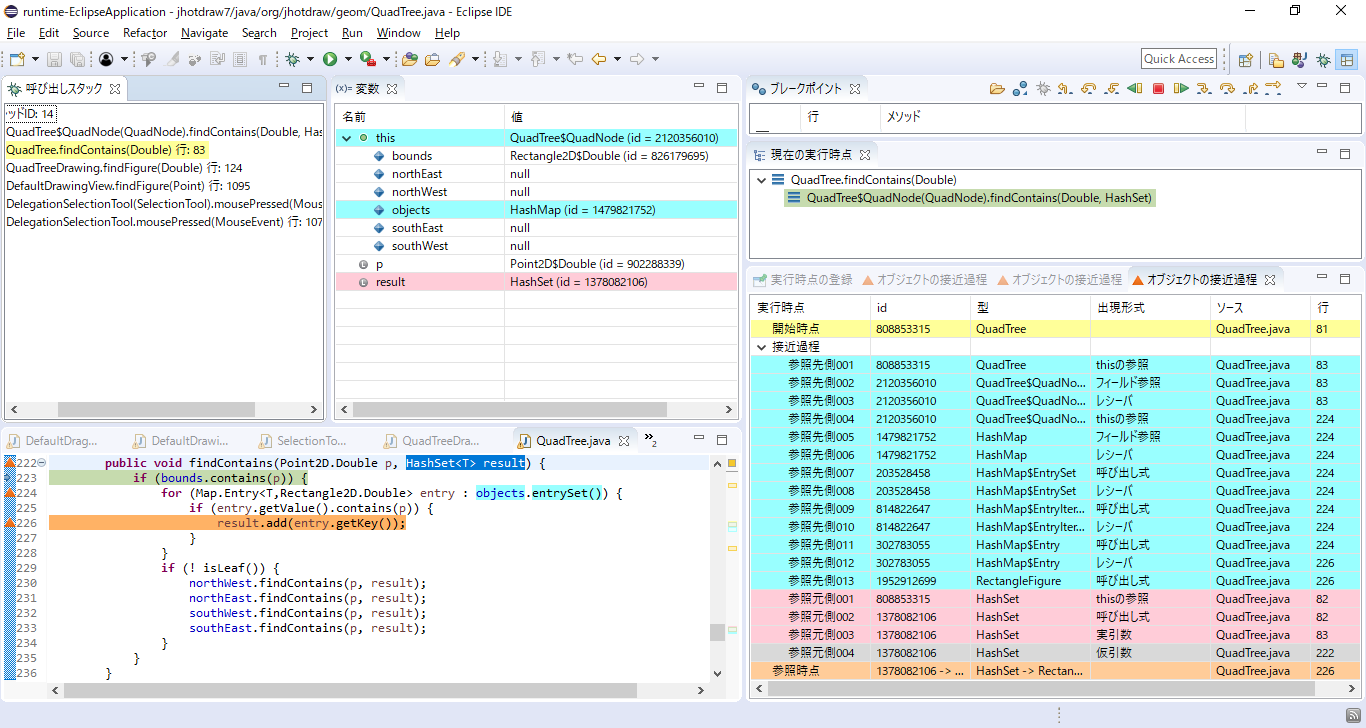 runtime-EclipseApplication - jhotdraw7/java/org/jhotdraw/geom/QuadTree.java - Eclipse IDE
File Edit Source Refactor Navigate Search Project Run Window Help
Quick Access
呼び出しスタック
ッドID: 14
QuadTree$QuadNode(QuadNode).findContains(Double, Has
QuadTree.findContains(Double) 行: 83
QuadTreeDrawing.findFigure(Double) 行: 124
DefaultDrawingView.findFigure(Point) 行: 1095
DelegationSelectionTool(SelectionTool).mousePressed(Mous
DelegationSelectionTool.mousePressed(MouseEvent) 行: 107
(x)= 変数
名前 値
this QuadTree$QuadNode (id = 2120356010)
bounds Rectangle2D$Double (id = 826179695)
northEast null
northWest null
objects HashMap (id = 1479821752)
southEast null
southWest null
p Point2D$Double (id = 902288339)
result HashSet (id = 1378082106)
ブレークポイント
行 メソッド
現在の実行時点
QuadTree.findContains(Double)
QuadTree$QuadNode(QuadNode).findContains(Double, HashSet)
実行時点の登録 オブジェクトの接近過程 オブジェクトの接近過程 オブジェクトの接近過程
実行時点 id 型 出現形式 ソース 行
開始時点 808853315 QuadTree QuadTree.java 81
接近過程
参照先側001 808853315 QuadTree thisの参照 QuadTree.java 83
参照先側002 2120356010 QuadTree$QuadNo... フィールド参照 QuadTree.java 83
参照先側003 2120356010 QuadTree$QuadNo... レシーバ QuadTree.java 83
参照先側004 2120356010 QuadTree$QuadNo... thisの参照 QuadTree.java 224
参照先側005 1479821752 HashMap フィールド参照 QuadTree.java 224
参照先側006 1479821752 HashMap レシーバ QuadTree.java 224
参照先側007 203528458 HashMap$EntrySet 呼び出し式 QuadTree.java 224
参照先側008 203528458 HashMap$EntrySet レシーバ QuadTree.java 224
参照先側009 814822647 HashMap$EntryIter... 呼び出し式 QuadTree.java 224
参照先側010 814822647 HashMap$EntryIter... レシーバ QuadTree.java 224
参照先側011 302783055 HashMap$Entry 呼び出し式 QuadTree.java 224
参照先側012 302783055 HashMap$Entry レシーバ QuadTree.java 226
参照先側013 1952912699 RectangleFigure 呼び出し式 QuadTree.java 226
参照元側001 808853315 HashSet thisの参照 QuadTree.java 82
参照元側002 1378082106 HashSet 呼び出し式 QuadTree.java 82
参照元側003 1378082106 HashSet 実引数 QuadTree.java 83
参照元側004 1378082106 HashSet 仮引数 QuadTree.java 222
参照時点 1378082106 -> ... HashSet -> Rectan... QuadTree.java 226
DefaultDrag... DefaultDrawi... SelectionTo... QuadTreeDra... QuadTree.java »2
222 public void findContains(Point2D.Double p, HashSet<T> result) {
223 if (bounds.contains(p)) {
224 for (Map.Entry<T,Rectangle2D.Double> entry : objects.entrySet()) {
225 if (entry.getValue().contains(p)) {
226 result.add(entry.getKey());
227 }
228 }
229 if (! isLeaf()) {
230 northWest.findContains(p, result);
231 northEast.findContains(p, result);
232 southWest.findContains(p, result);
233 southEast.findContains(p, result);
234 }
235 }
236 }